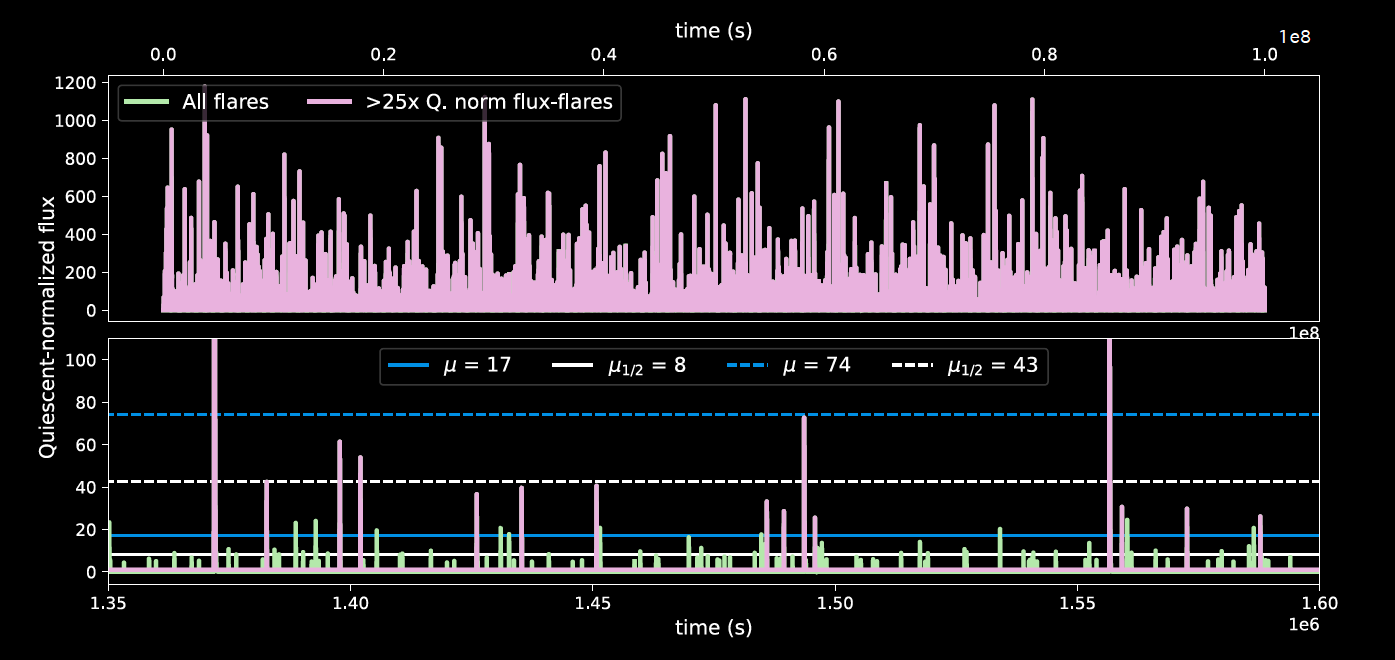 time (s)
1e8
0.0 0.2 0.4 0.6 0.8 1.0
1200
1000
800
600
400
200
0
All flares >25x Q. norm flux-flares
Quiescent-normalized flux
1e8
100
80
60
40
20
0
μ = 17 μ1/2 = 8 μ = 74 μ1/2 = 43
1.35 1.40 1.45 1.50 1.55 1.60
1e6
time (s)